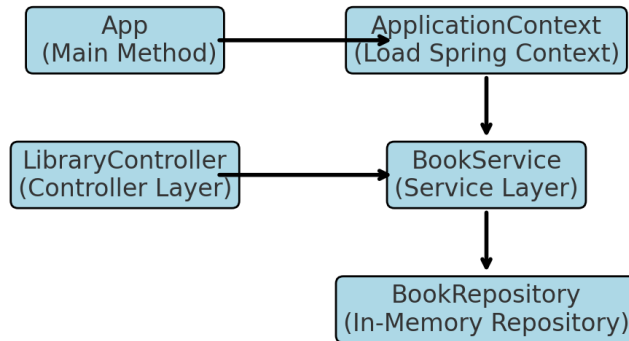 App
(Main Method)
ApplicationContext
(Load Spring Context)
LibraryController
(Controller Layer)
BookService
(Service Layer)
BookRepository
(In-Memory Repository)